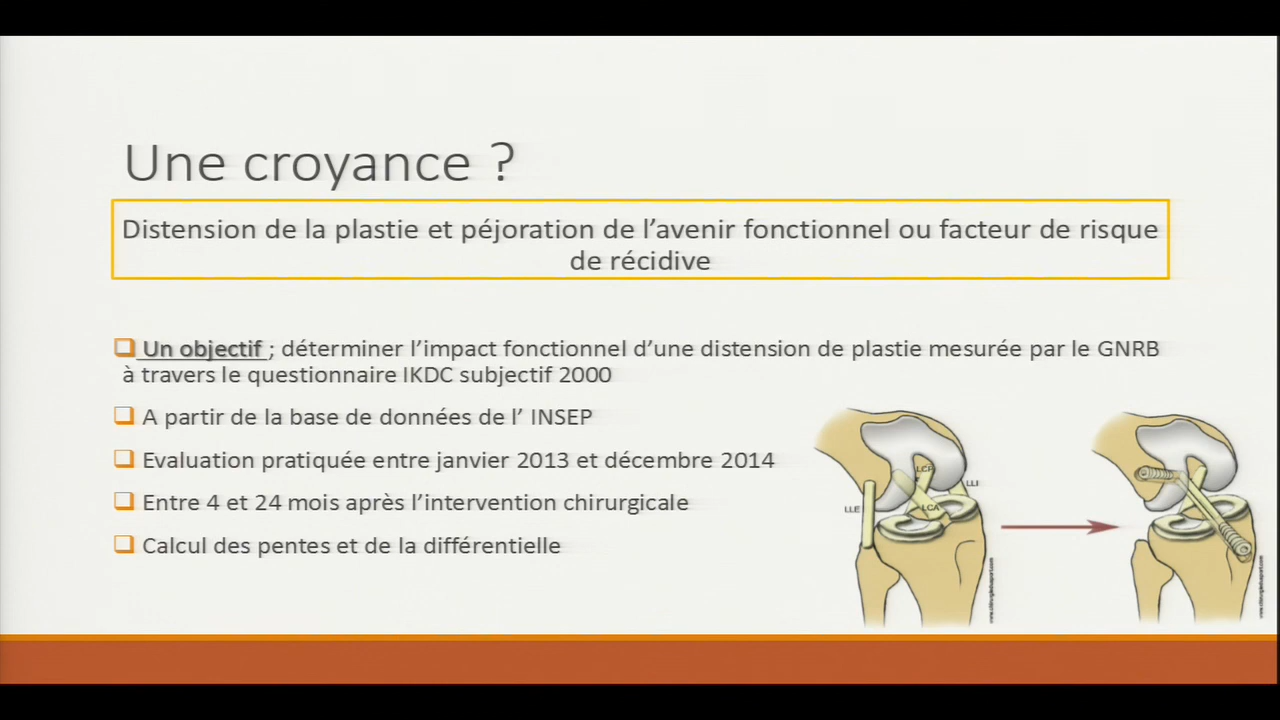 Une croyance ?
Distension de la plastie et péjoration de l’avenir fonctionnel ou facteur de risque
de récidive
Un objectif ; déterminer l’impact fonctionnel d’une distension de plastie mesurée par le GNRB
à travers le questionnaire IKDC subjectif 2000
A partir de la base de données de l’ INSEP
Evaluation pratiquée entre janvier 2013 et décembre 2014
Entre 4 et 24 mois après l’intervention chirurgicale
Calcul des pentes et de la différentielle
LCP
LLI
LLE
LCA